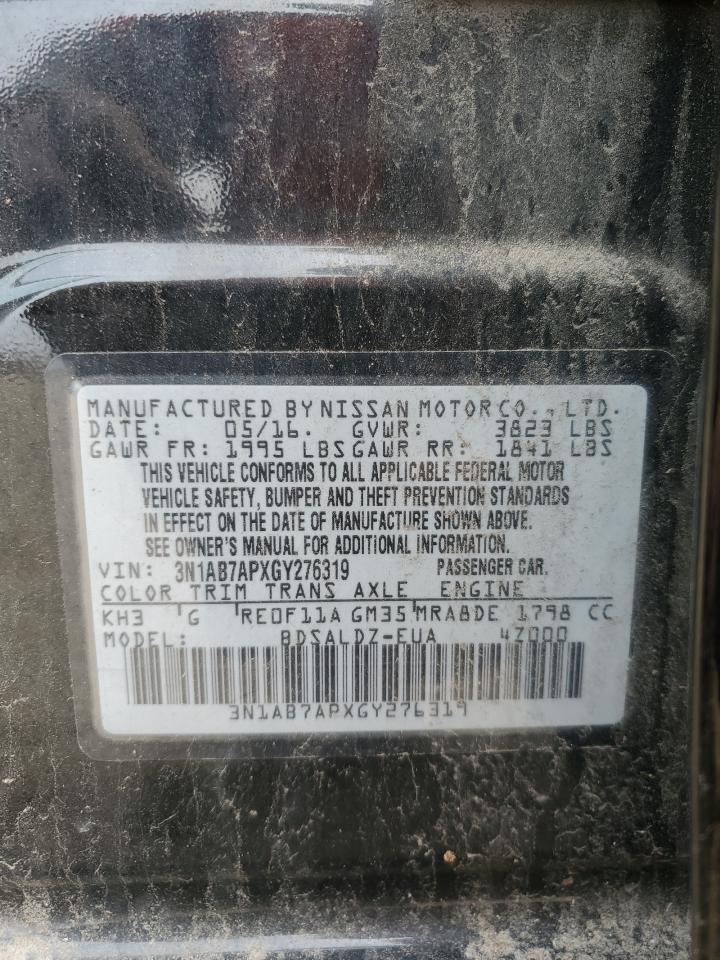 MANUFACTURED BY NISSAN MOTOR CO., LTD.
DATE: 05/16. GVWR: 3823 LBS
GAWR FR: 1995 LBS GAWR RR: 1841 LBS
THIS VEHICLE CONFORMS TO ALL APPLICABLE FEDERAL MOTOR
VEHICLE SAFETY, BUMPER AND THEFT PREVENTION STANDARDS
IN EFFECT ON THE DATE OF MANUFACTURE SHOWN ABOVE.
SEE OWNER'S MANUAL FOR ADDITIONAL INFORMATION.
VIN: 3N1AB7APXGY276319 PASSENGER CAR.
COLOR TRIM TRANS AXLE ENGINE
KH3 G RE0F11A GM35 MRA8DE 1798 CC
MODEL: BDSALDZ-EUA 4Z000
3N1AB7APXGY276319